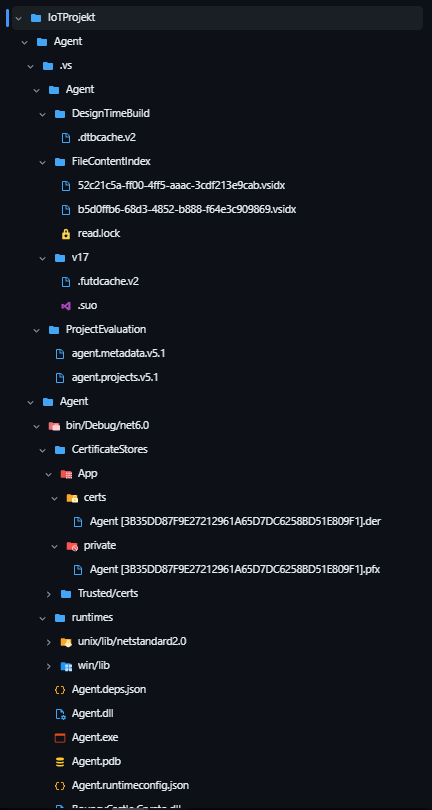 IoTProjekt
Agent
.vs
Agent
DesignTimeBuild
.dtbcache.v2
FileContentIndex
52c21c5a-ff00-4ff5-aaac-3cdf213e9cab.vsidx
b5d0ffb6-68d3-4852-b888-f64e3c909869.vsidx
read.lock
v17
.futdcache.v2
.suo
ProjectEvaluation
agent.metadata.v5.1
agent.projects.v5.1
Agent
bin/Debug/net6.0
CertificateStores
App
certs
Agent [3B35DD87F9E27212961A65D7DC6258BD51E809F1].der
private
Agent [3B35DD87F9E27212961A65D7DC6258BD51E809F1].pfx
Trusted/certs
runtimes
unix/lib/netstandard2.0
win/lib
Agent.deps.json
Agent.dll
Agent.exe
Agent.pdb
Agent.runtimeconfig.json